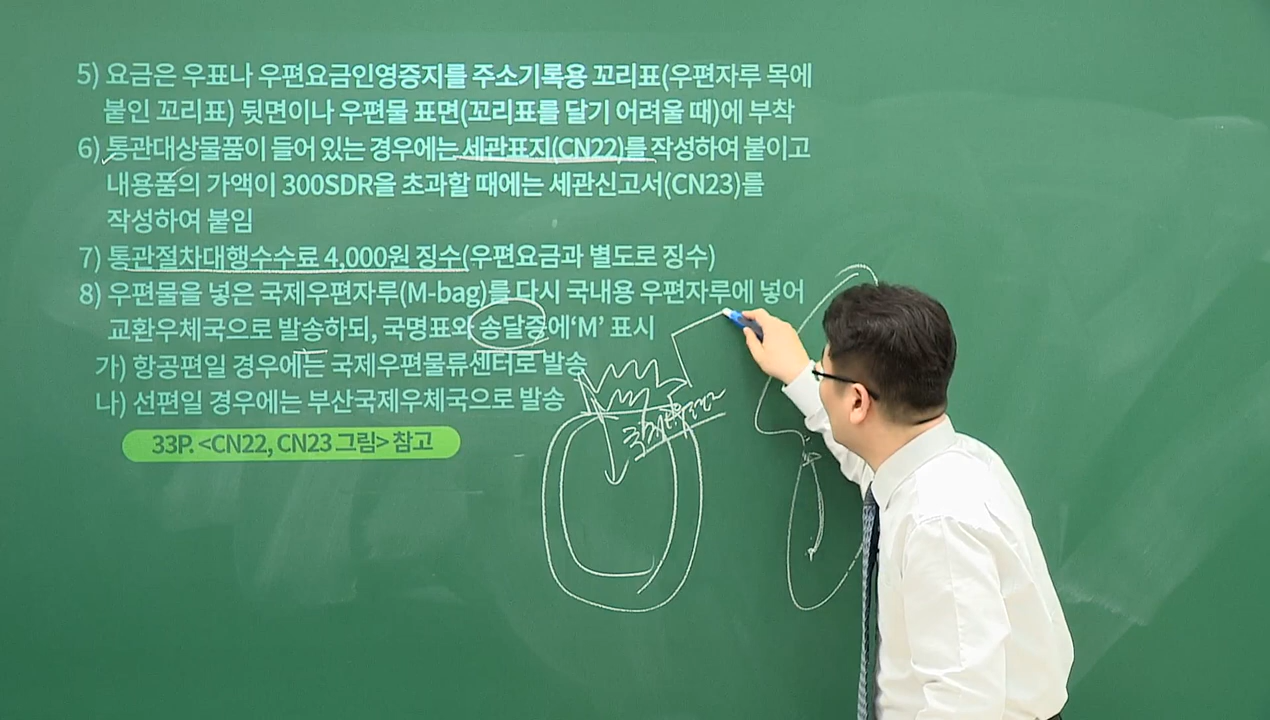 5) 요금은 우표나 우편요금인영증지를 주소기록용 꼬리표(우편자루 목에
붙인 꼬리표) 뒷면이나 우편물 표면(꼬리표를 달기 어려울 때)에 부착
6) 통관대상물품이 들어 있는 경우에는 세관표지(CN22)를 작성하여 붙이고
내용품의 가액이 300SDR을 초과할 때에는 세관신고서(CN23)를
작성하여 붙임
7) 통관절차대행수수료 4,000원 징수(우편요금과 별도로 징수)
8) 우편물을 넣은 국제우편자루(M-bag)를 다시 국내용 우편자루에 넣어
교환우체국으로 발송하되, 국명표와 송달증에 ‘M’ 표시
가) 항공편일 경우에는 국제우편물류센터로 발송
나) 선편일 경우에는 부산국제우체국으로 발송
33P. <CN22, CN23 그림> 참고